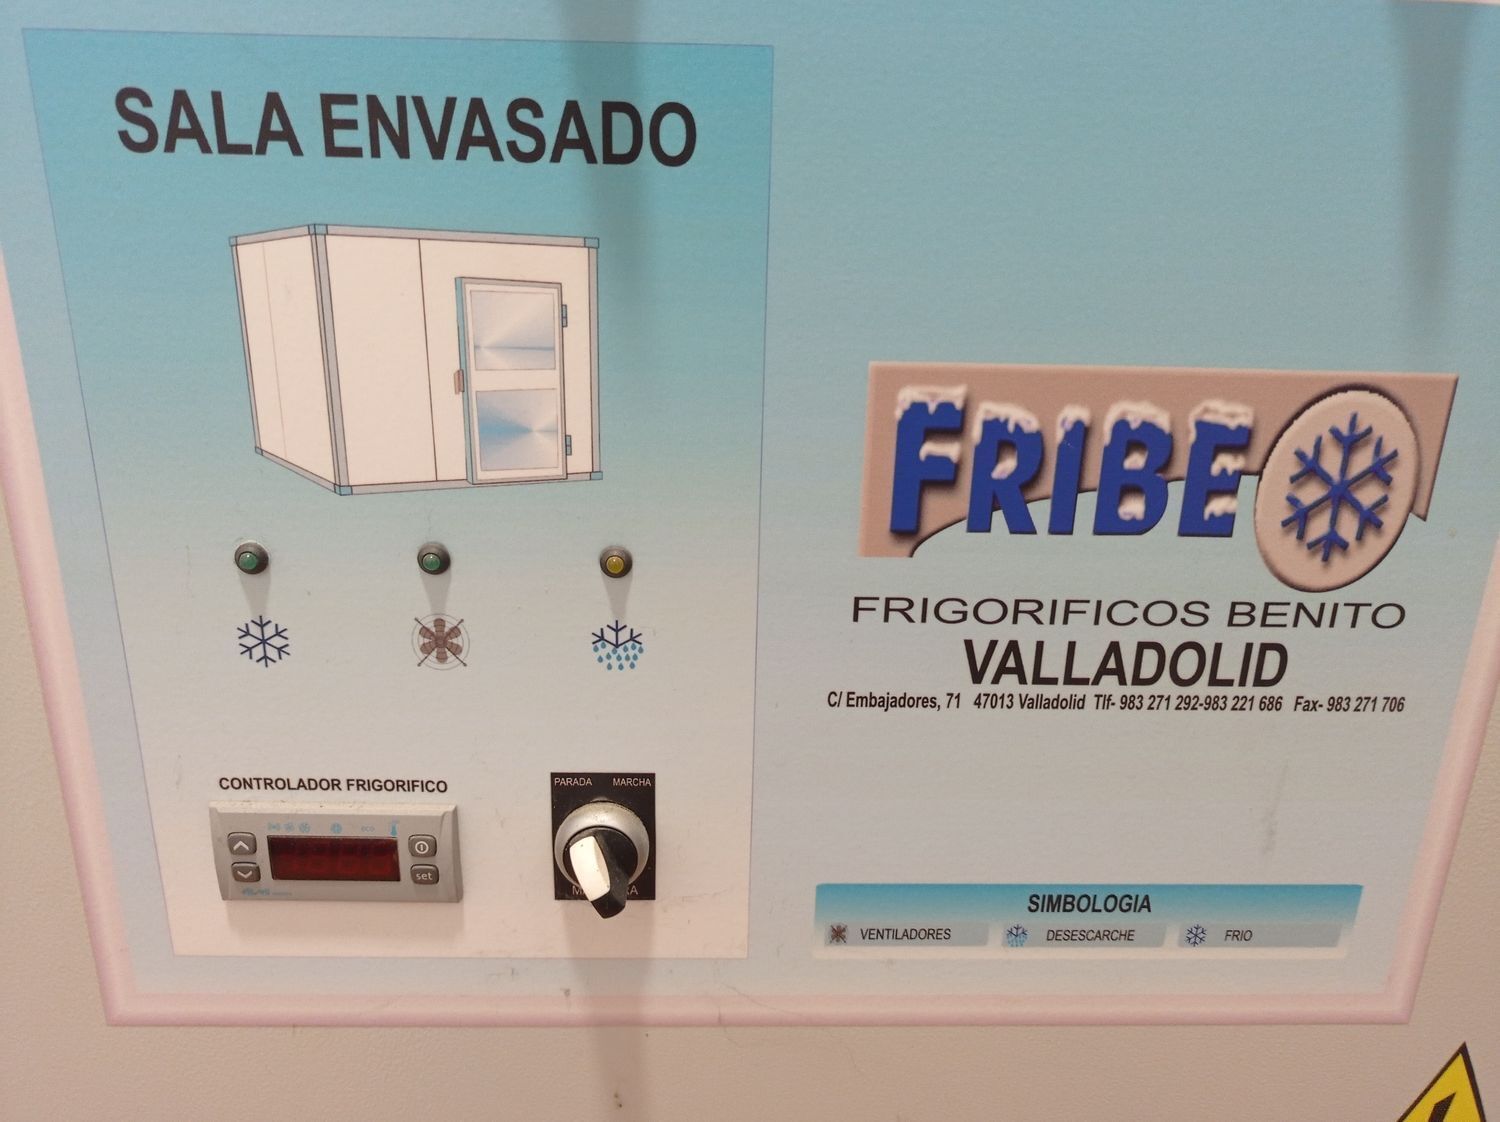 SALA ENVASADO
FRIBE
FRIGORIFICOS BENITO
VALLADOLID
C/ Embajadores, 71 47013 Valladolid Tlf- 983 271 292-983 221 686 Fax- 983 271 706
CONTROLADOR FRIGORIFICO
eco
set
PARADA MARCHA
SIMBOLOGIA
VENTILADORES DESESCARCHE FRIO